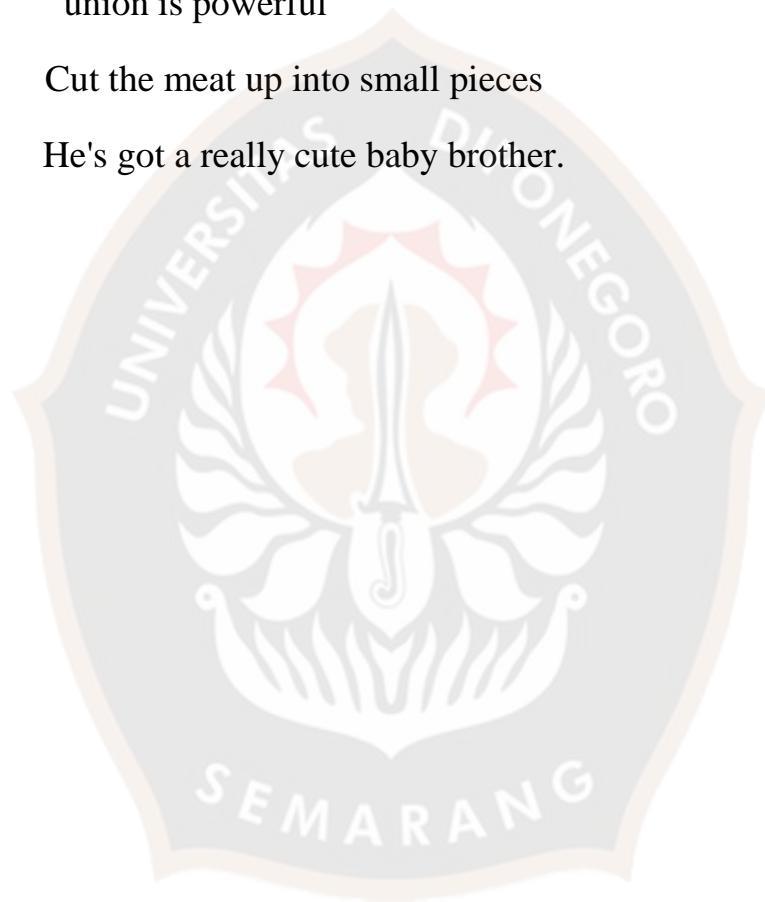 union is powerful
Cut the meat up into small pieces
He's got a really cute baby brother.
UNIVERSITAS DIPONEGORO
SEMARANG